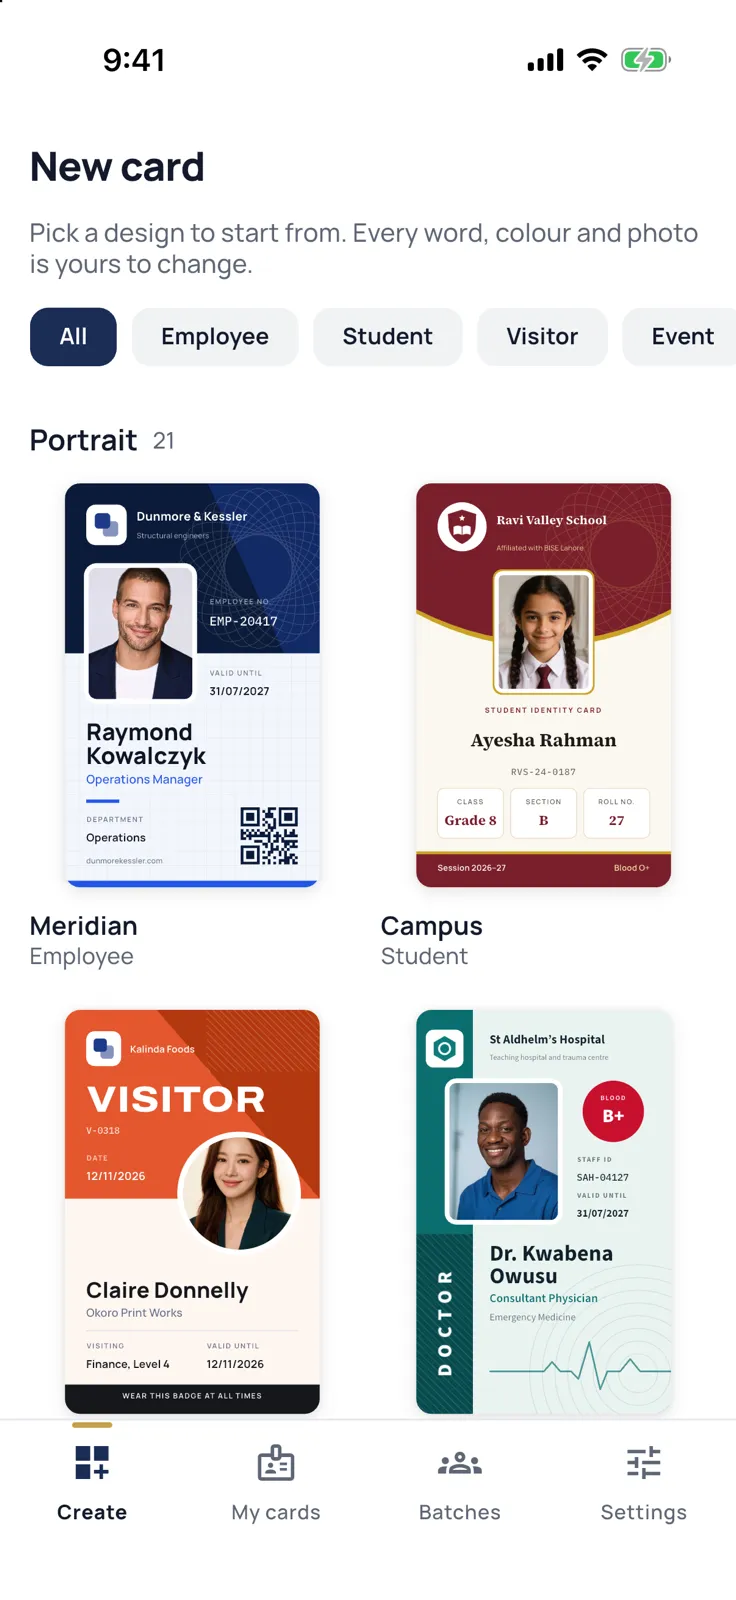 9:41
New card
Pick a design to start from. Every word, colour and photo
is yours to change.
All
Employee
Student
Visitor
Event
Portrait 21
Dunmore & Kessler
Structural engineers
EMPLOYEE NO.
EMP-20417
VALID UNTIL
31/07/2027
Raymond
Kowalczyk
Operations Manager
DEPARTMENT
Operations
dunmorekessler.com
Meridian
Employee
Ravi Valley School
Affiliated with BISE Lahore
STUDENT IDENTITY CARD
Ayesha Rahman
RVS-24-0187
CLASS
Grade 8
SECTION
B
ROLL NO.
27
Session 2026–27
Blood O+
Campus
Student
Kalinda Foods
VISITOR
V-0318
DATE
12/11/2026
Claire Donnelly
Okoro Print Works
VISITING
Finance, Level 4
VALID UNTIL
12/11/2026
WEAR THIS BADGE AT ALL TIMES
St Aldhelm's Hospital
Teaching hospital and trauma centre
BLOOD
B+
STAFF ID
SAH-04127
VALID UNTIL
31/07/2027
Dr. Kwabena
Owusu
Consultant Physician
Emergency Medicine
DOCTOR
Create
My cards
Batches
Settings